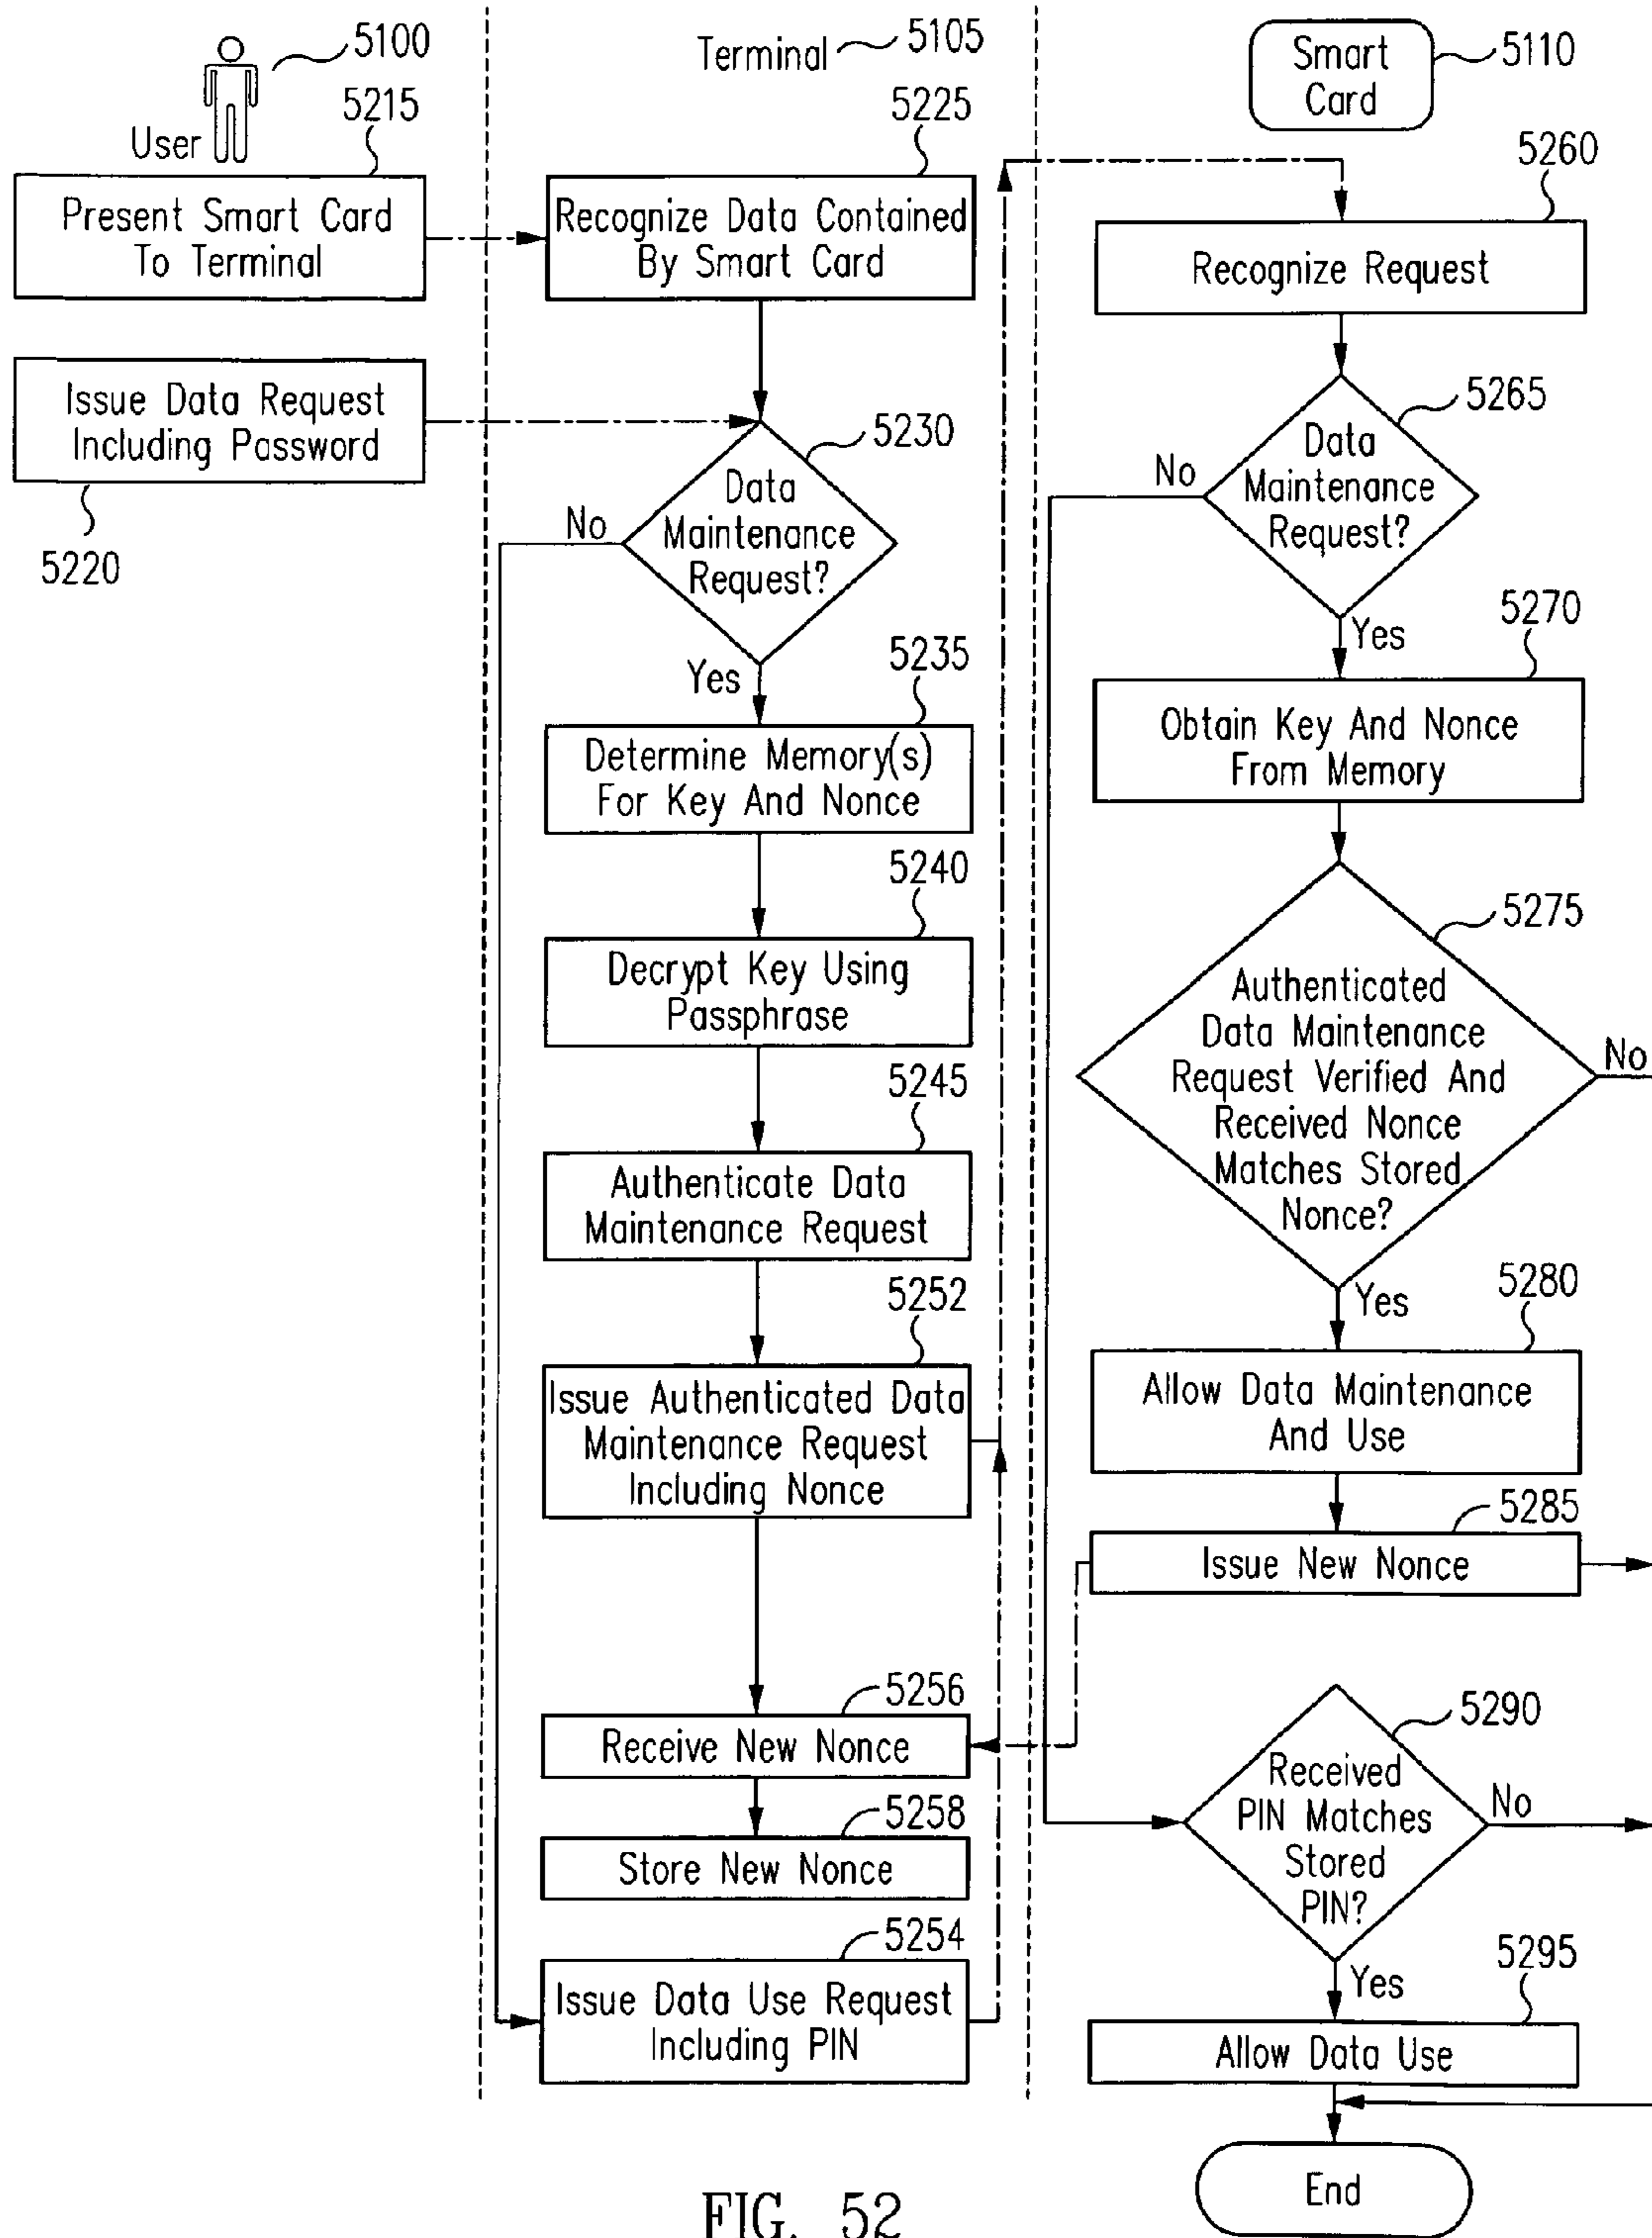 5100
User
5215
Present Smart Card
To Terminal
Issue Data Request
Including Password
5220
Terminal
5105
5225
Recognize Data Contained
By Smart Card
5230
Data
Maintenance
Request?
No
Yes
5235
Determine Memory(s)
For Key And Nonce
5240
Decrypt Key Using
Passphrase
5245
Authenticate Data
Maintenance Request
5252
Issue Authenticated Data
Maintenance Request
Including Nonce
5256
Receive New Nonce
5258
Store New Nonce
5254
Issue Data Use Request
Including PIN
Smart
Card
5110
5260
Recognize Request
5265
Data
Maintenance
Request?
No
Yes
5270
Obtain Key And Nonce
From Memory
5275
Authenticated
Data Maintenance
Request Verified And
Received Nonce
Matches Stored
Nonce?
No
Yes
5280
Allow Data Maintenance
And Use
5285
Issue New Nonce
5290
Received
PIN Matches
Stored
PIN?
No
Yes
5295
Allow Data Use
End
FIG. 52